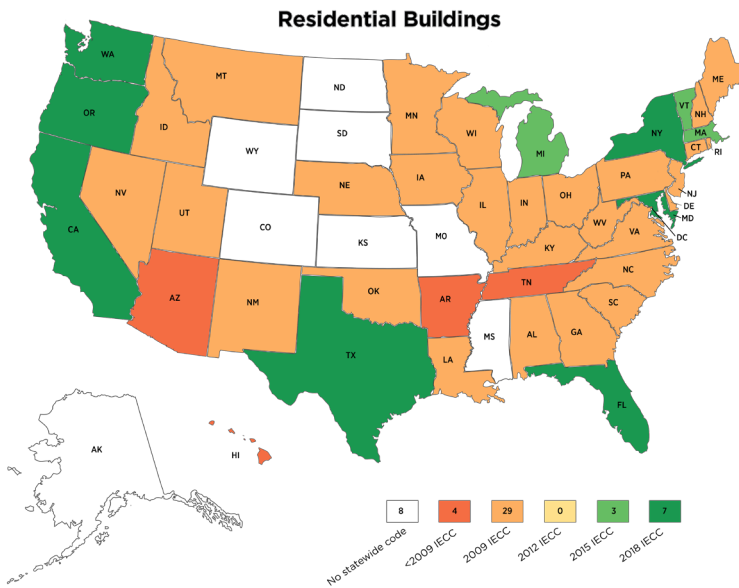 Residential Buildings
WA
MT
ND
ME
OR
MN
VT
NH
ID
SD
WI
NY
MA
WY
MI
CT
RI
NV
NE
IA
PA
NJ
UT
IL
IN
OH
DE
CA
CO
WV
MD
KS
MO
VA
DC
KY
AZ
NM
OK
AR
TN
NC
SC
TX
LA
MS
AL
GA
FL
AK
HI
8
4
29
0
3
7
No statewide code
<2009 IECC
2009 IECC
2012 IECC
2015 IECC
2018 IECC